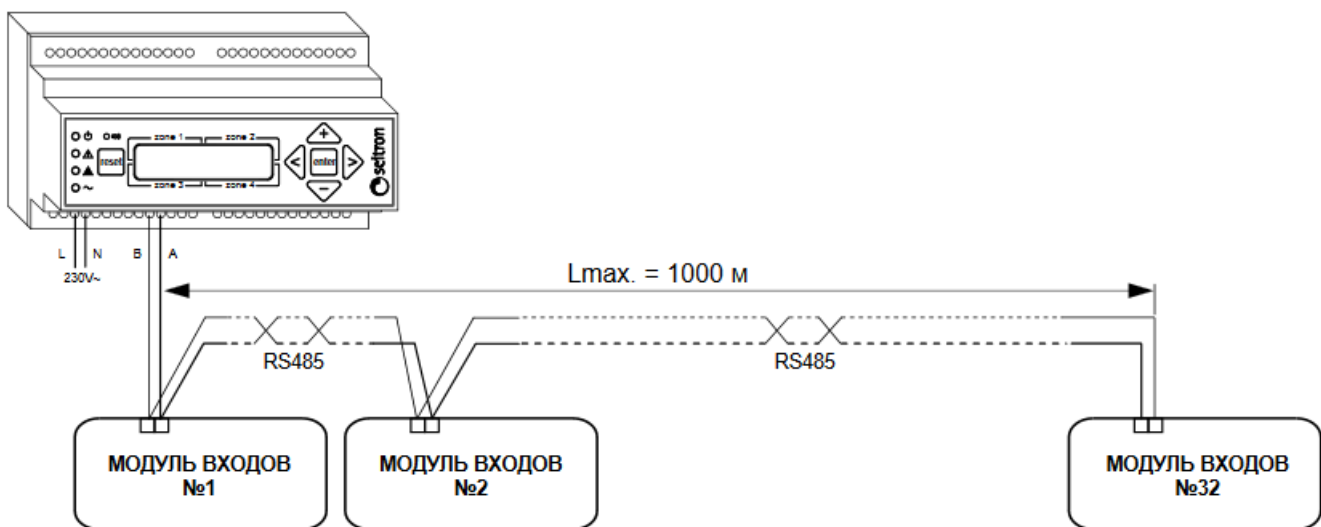 zone 1
zone 2
reset
enter
zone 3
zone 4
seitron
L N B A
230V~
Lmax. = 1000 м
RS485
RS485
МОДУЛЬ ВХОДОВ
№1
МОДУЛЬ ВХОДОВ
№2
МОДУЛЬ ВХОДОВ
№32